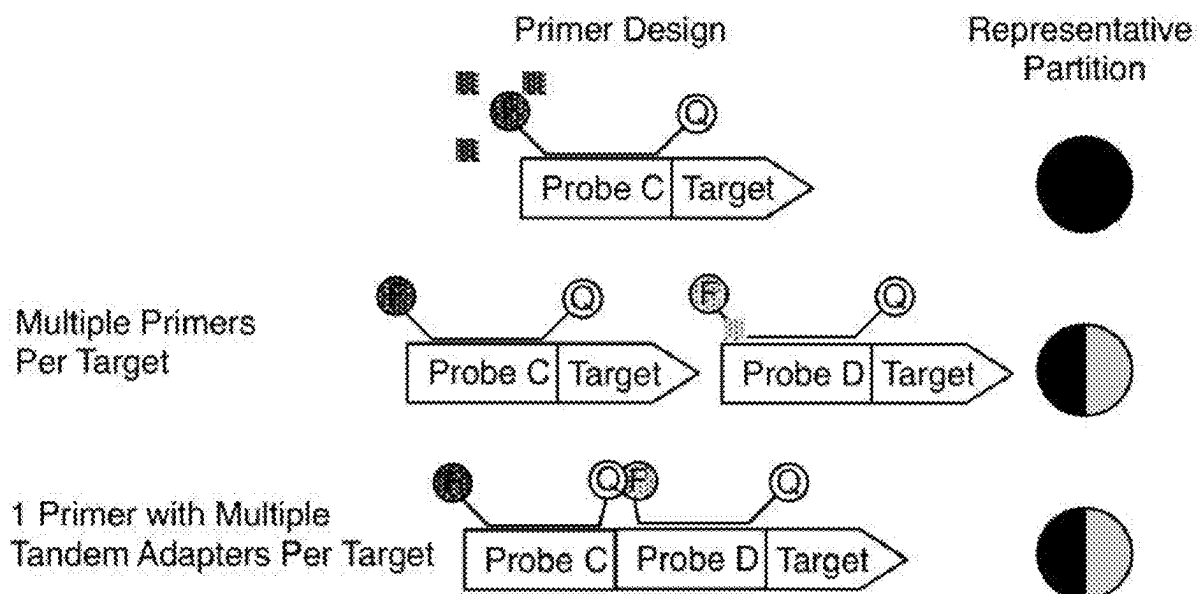 Primer Design
Representative
Partition
F Q
Probe C Target
Multiple Primers
Per Target
F Q F Q
Probe C Target Probe D Target
1 Primer with Multiple
Tandem Adapters Per Target
F Q F Q
Probe C Probe D Target